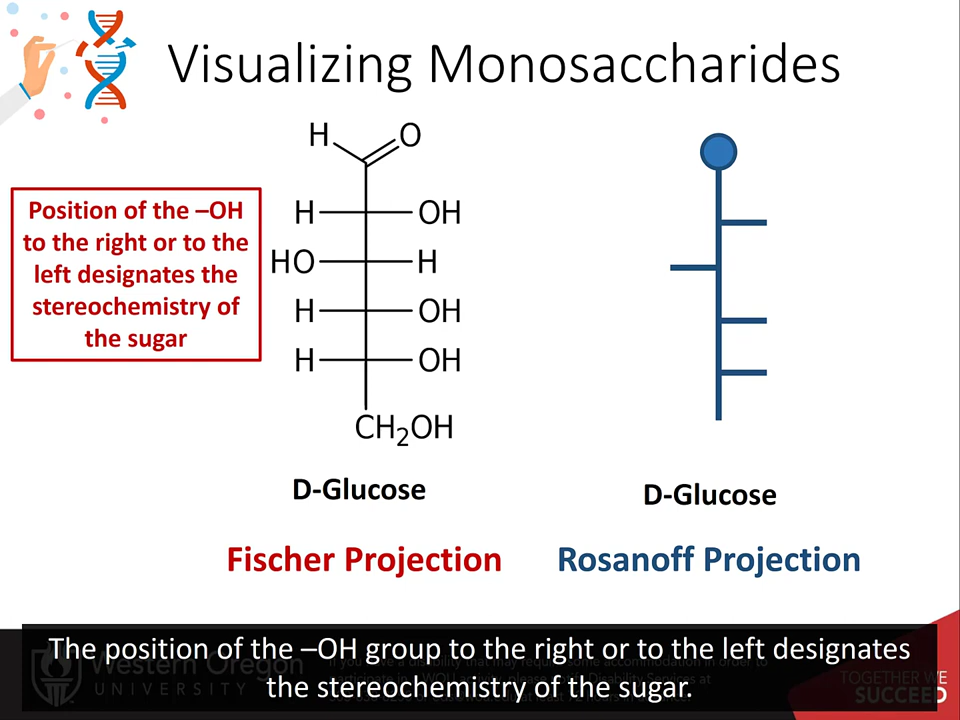 Visualizing Monosaccharides
H O
H OH
HO H
H OH
H OH
CH2OH
Position of the –OH
to the right or to the
left designates the
stereochemistry of
the sugar
D-Glucose
D-Glucose
Fischer Projection
Rosanoff Projection
The position of the –OH group to the right or to the left designates
the stereochemistry of the sugar.
Western Oregon
UNIVERSITY
TOGETHER WE
SUCCEED